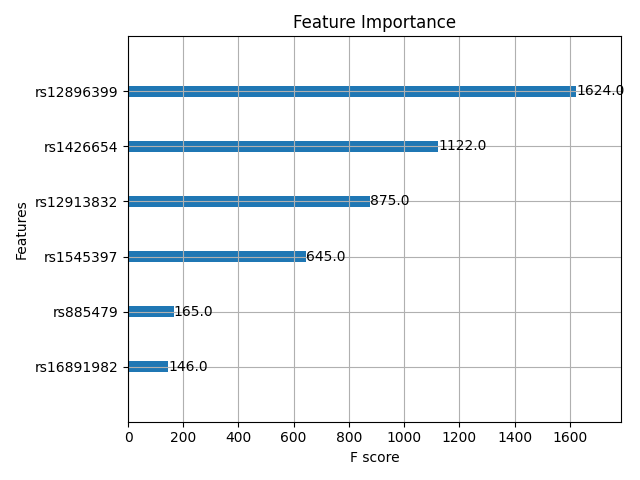 Feature Importance
rs12896399 1624.0
rs1426654 1122.0
rs12913832 875.0
rs1545397 645.0
rs885479 165.0
rs16891982 146.0
Features
0 200 400 600 800 1000 1200 1400 1600
F score